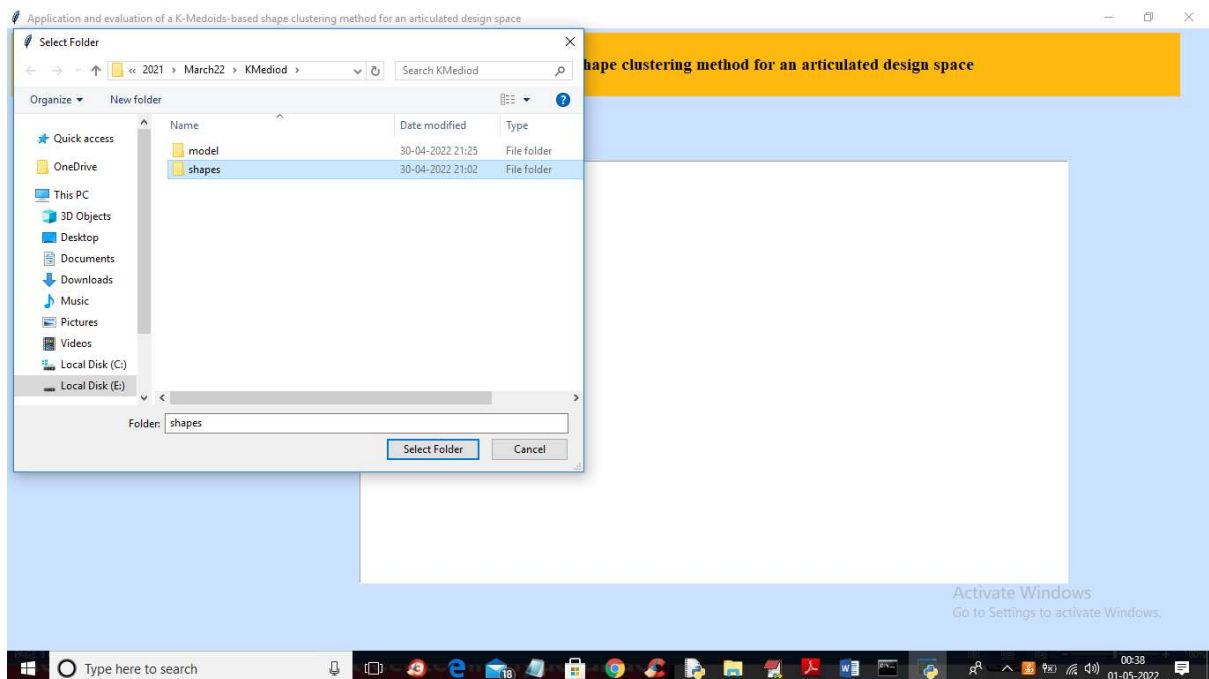 Application and evaluation of a K-Medoids-based shape clustering method for an articulated design space
Select Folder
hape clustering method for an articulated design space
« 2021 › March22 › KMediod ›
Search KMediod
Organize
New folder
Name
Date modified
Type
Quick access
OneDrive
This PC
3D Objects
Desktop
Documents
Downloads
Music
Pictures
Videos
Local Disk (C:)
Local Disk (E:)
model 30-04-2022 21:25 File folder
shapes 30-04-2022 21:02 File folder
Folder: shapes
Select Folder
Cancel
Activate Windows
Go to Settings to activate Windows.
Type here to search
18
00:38
01-05-2022